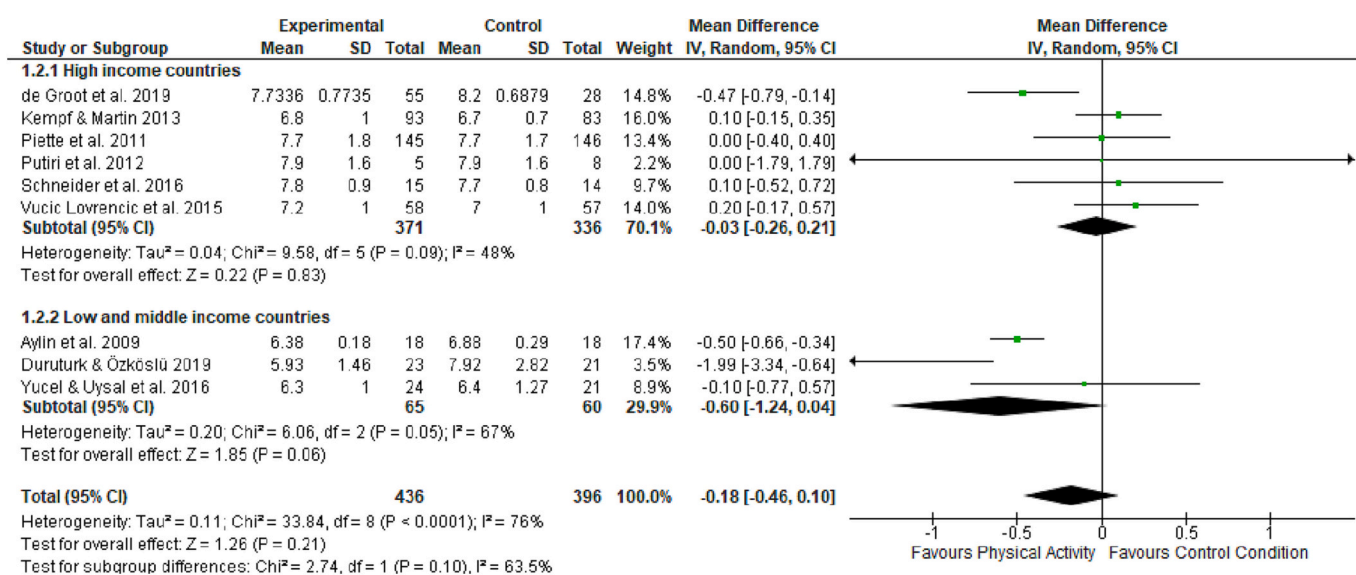 Experimental Control Mean Difference Mean Difference
Study or Subgroup Mean SD Total Mean SD Total Weight IV, Random, 95% CI IV, Random, 95% CI
1.2.1 High income countries
de Groot et al. 2019 7.7336 0.7735 55 8.2 0.6879 28 14.8% -0.47 [-0.79, -0.14]
Kempf & Martin 2013 6.8 1 93 6.7 0.7 83 16.0% 0.10 [-0.15, 0.35]
Piette et al. 2011 7.7 1.8 145 7.7 1.7 146 13.4% 0.00 [-0.40, 0.40]
Putiri et al. 2012 7.9 1.6 5 7.9 1.6 8 2.2% 0.00 [-1.79, 1.79]
Schneider et al. 2016 7.8 0.9 15 7.7 0.8 14 9.7% 0.10 [-0.52, 0.72]
Vucic Lovrencic et al. 2015 7.2 1 58 7 1 57 14.0% 0.20 [-0.17, 0.57]
Subtotal (95% CI) 371 336 70.1% -0.03 [-0.26, 0.21]
Heterogeneity: Tau² = 0.04; Chi² = 9.58, df = 5 (P = 0.09); I² = 48%
Test for overall effect: Z = 0.22 (P = 0.83)
1.2.2 Low and middle income countries
Aylin et al. 2009 6.38 0.18 18 6.88 0.29 18 17.4% -0.50 [-0.66, -0.34]
Duruturk & Özköslü 2019 5.93 1.46 23 7.92 2.82 21 3.5% -1.99 [-3.34, -0.64]
Yucel & Uysal et al. 2016 6.3 1 24 6.4 1.27 21 8.9% -0.10 [-0.77, 0.57]
Subtotal (95% CI) 65 60 29.9% -0.60 [-1.24, 0.04]
Heterogeneity: Tau² = 0.20; Chi² = 6.06, df = 2 (P = 0.05); I² = 67%
Test for overall effect: Z = 1.85 (P = 0.06)
Total (95% CI) 436 396 100.0% -0.18 [-0.46, 0.10]
Heterogeneity: Tau² = 0.11; Chi² = 33.84, df = 8 (P < 0.0001); I² = 76%
Test for overall effect: Z = 1.26 (P = 0.21)
Test for subgroup differences: Chi² = 2.74, df = 1 (P = 0.10), I² = 63.5%
-1 -0.5 0 0.5 1
Favours Physical Activity Favours Control Condition